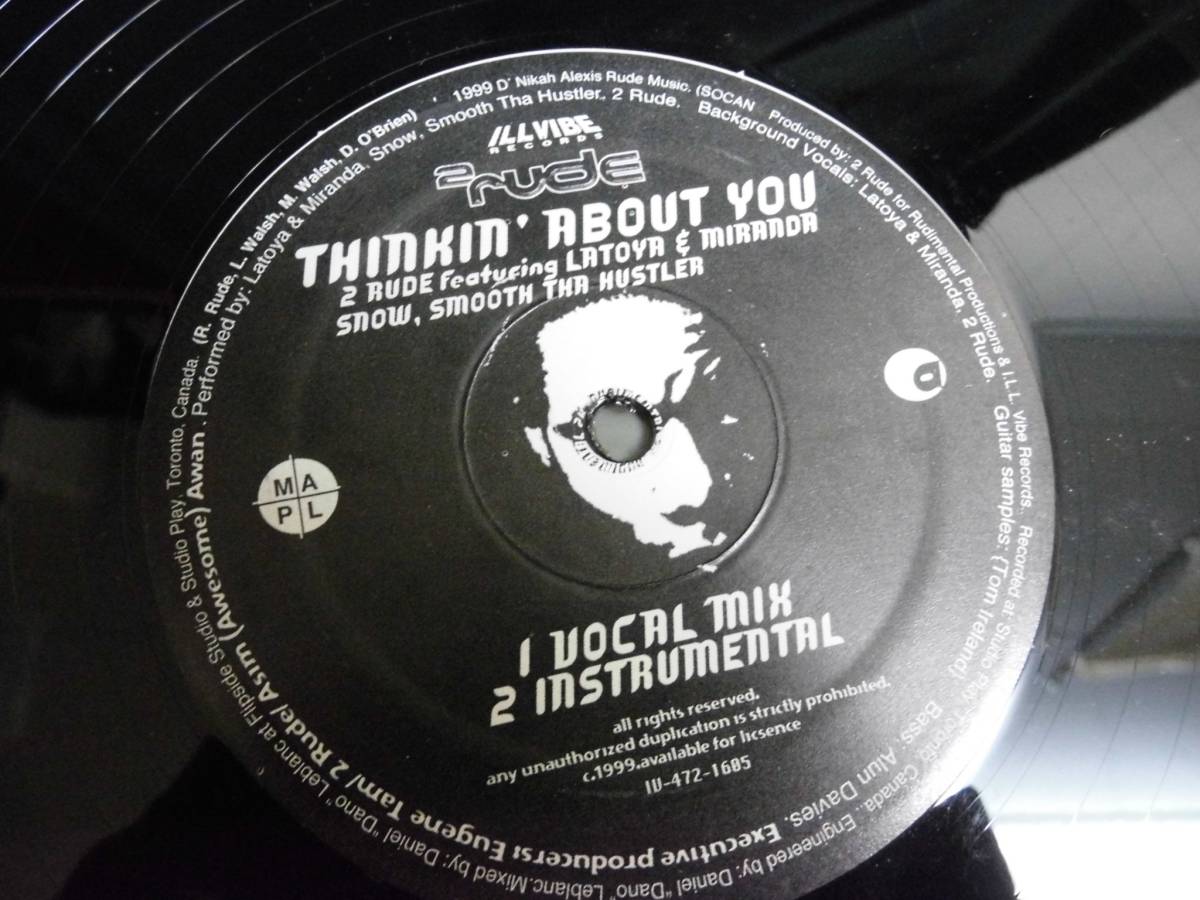 ILLVIBE
RECORDS
2 rude
THINKIN' ABOUT YOU
2 RUDE featuring LATOYA & MIRANDA
SNOW, SMOOTH THA HUSTLER
M A
P L
1 VOCAL MIX
2 INSTRUMENTAL
all rights reserved.
any unauthorized duplication is strictly prohibited.
c.1999.available for licsence
IV-472-1605
(R. Rude, L. Walsh, M. Walsh, D. O'Brien) 1999 D' Nikah Alexis Rude Music. (SOCAN Produced by: 2 Rude for Rudimental Productions & I.L.L. Vibe Records. Recorded at: Studio Play Toronto, Canada.. Engineered by: Daniel "Dano" Leblanc.Mixed by: Daniel "Dano" Leblanc at Flipside Studio & Studio Play, Toronto, Canada.
Performed by: Latoya & Miranda, Snow, Smooth Tha Hustler, 2 Rude. Background Vocals: Latoya & Miranda, 2 Rude. Guitar samples: (Tom Ireland) Bass: Alun Davies. Executive producers: Eugene Tam/ 2 Rude/ Asim (Awesome) Awan.